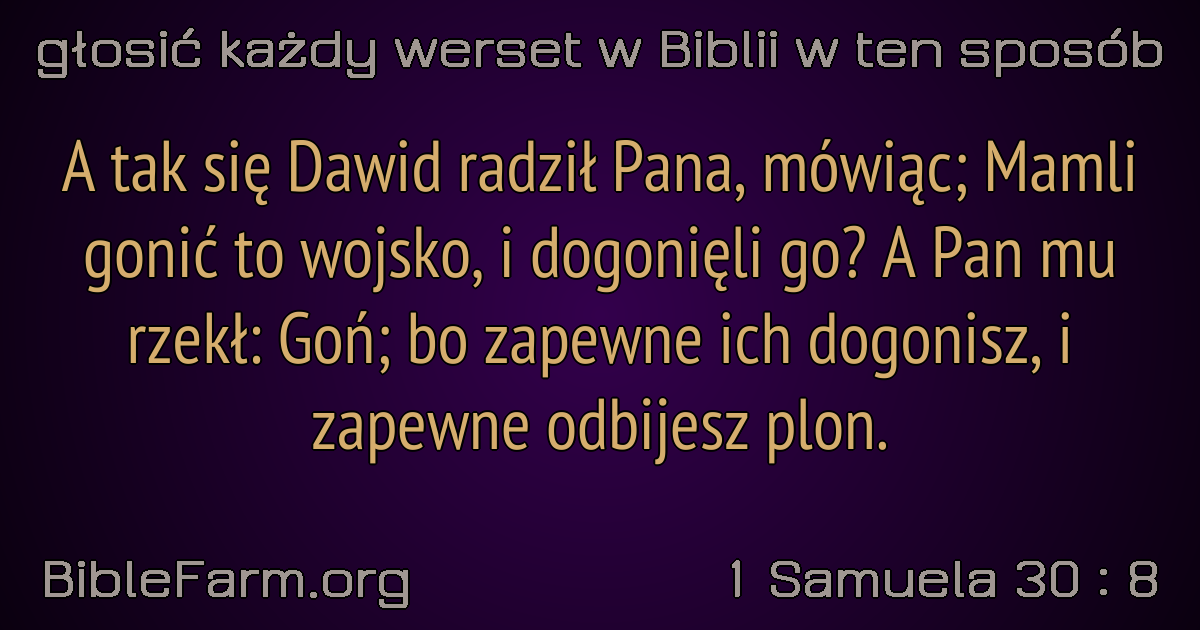 głosić każdy werset w Biblii w ten sposób
A tak się Dawid radził Pana, mówiąc; Mamli
gonić to wojsko, i dogonięli go? A Pan mu
rzekł: Goń; bo zapewne ich dogonisz, i
zapewne odbijesz plon.
BibleFarm.org
1 Samuela 30 : 8